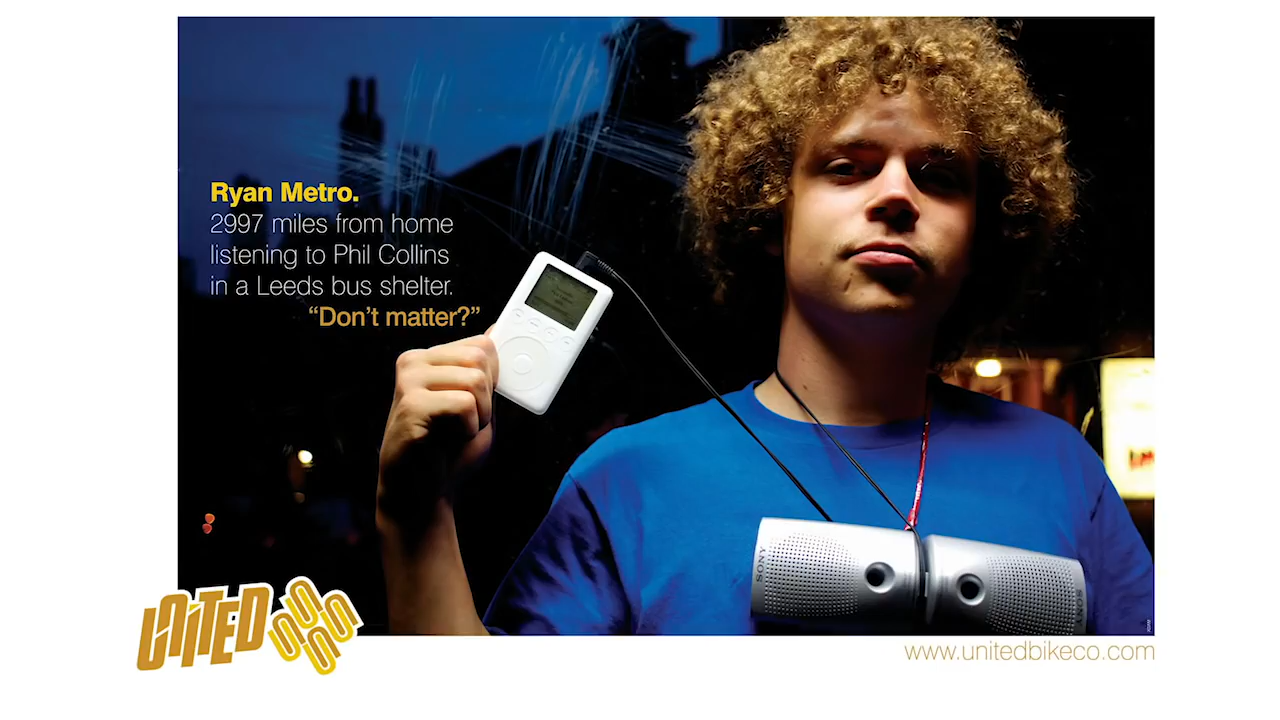 Ryan Metro.
2997 miles from home
listening to Phil Collins
in a Leeds bus shelter.
“Don’t matter?”
SONY
SONY
UNITED
www.unitedbikeco.com